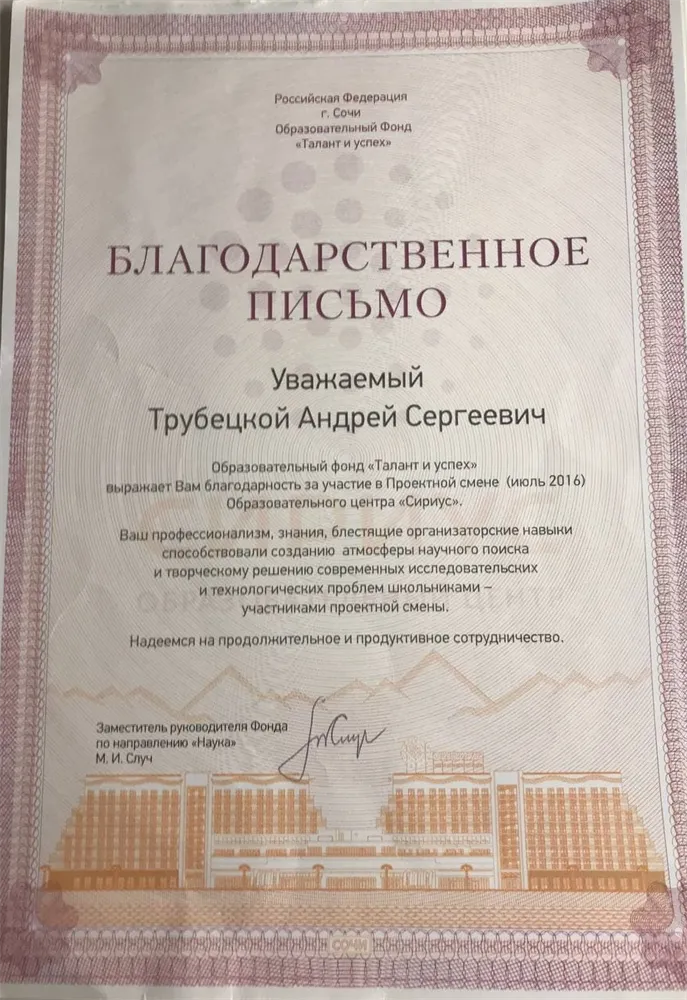 Российская Федерация
г. Сочи
Образовательный Фонд
«Талант и успех»
БЛАГОДАРСТВЕННОЕ
ПИСЬМО
Уважаемый
Трубецкой Андрей Сергеевич
Образовательный фонд «Талант и успех»
выражает Вам благодарность за участие в Проектной смене (июль 2016)
Образовательного центра «Сириус».
Ваш профессионализм, знания, блестящие организаторские навыки
способствовали созданию атмосферы научного поиска
и творческому решению современных исследовательских
и технологических проблем школьниками –
участниками проектной смены.
Надеемся на продолжительное и продуктивное сотрудничество.
Заместитель руководителя Фонда
по направлению «Наука»
М. И. Случ
СОЧИ